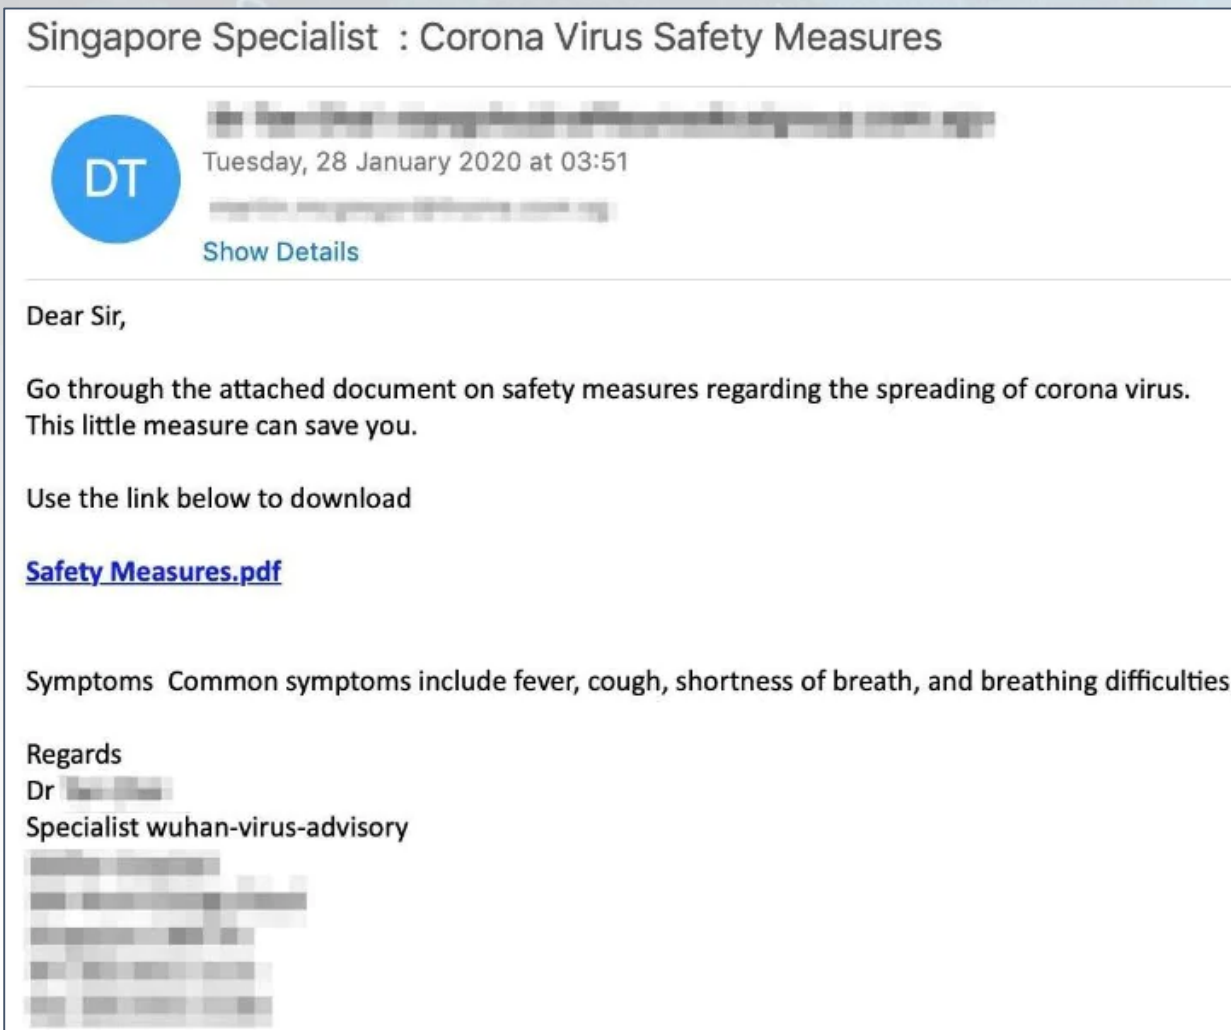 Singapore Specialist : Corona Virus Safety Measures
DT
Tuesday, 28 January 2020 at 03:51
Show Details
Dear Sir,
Go through the attached document on safety measures regarding the spreading of corona virus.
This little measure can save you.
Use the link below to download
Safety Measures.pdf
Symptoms Common symptoms include fever, cough, shortness of breath, and breathing difficulties
Regards
Dr
Specialist wuhan-virus-advisory